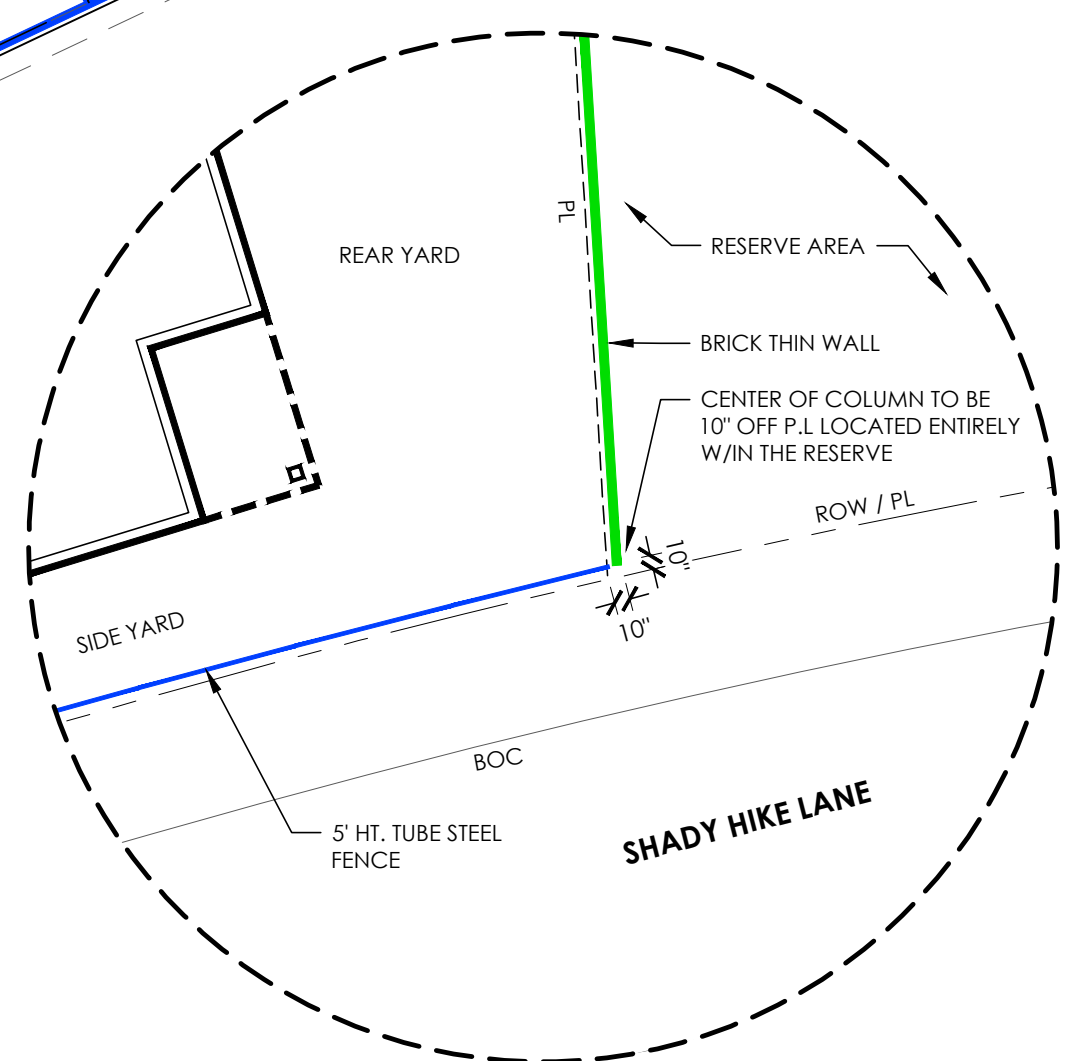 PL
REAR YARD
RESERVE AREA
BRICK THIN WALL
CENTER OF COLUMN TO BE
10" OFF P.L LOCATED ENTIRELY
W/IN THE RESERVE
ROW / PL
10"
10"
SIDE YARD
BOC
5' HT. TUBE STEEL
FENCE
SHADY HIKE LANE